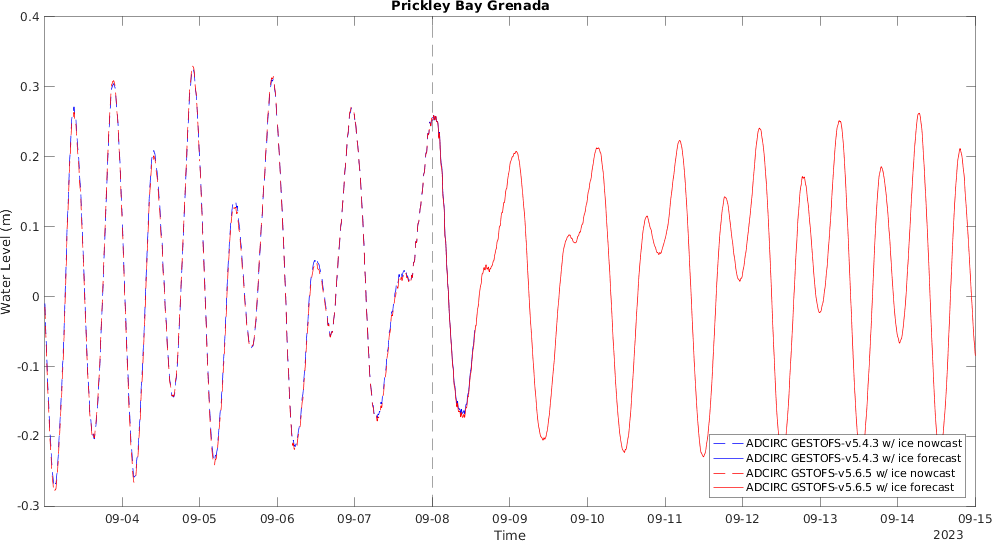 Prickley Bay Grenada
0.4
0.3
0.2
0.1
0
-0.1
-0.2
-0.3
Water Level (m)
ADCIRC GESTOFS-v5.4.3 w/ ice nowcast
ADCIRC GESTOFS-v5.4.3 w/ ice forecast
ADCIRC GSTOFS-v5.6.5 w/ ice nowcast
ADCIRC GSTOFS-v5.6.5 w/ ice forecast
09-04 09-05 09-06 09-07 09-08 09-09 09-10 09-11 09-12 09-13 09-14 09-15
Time
2023